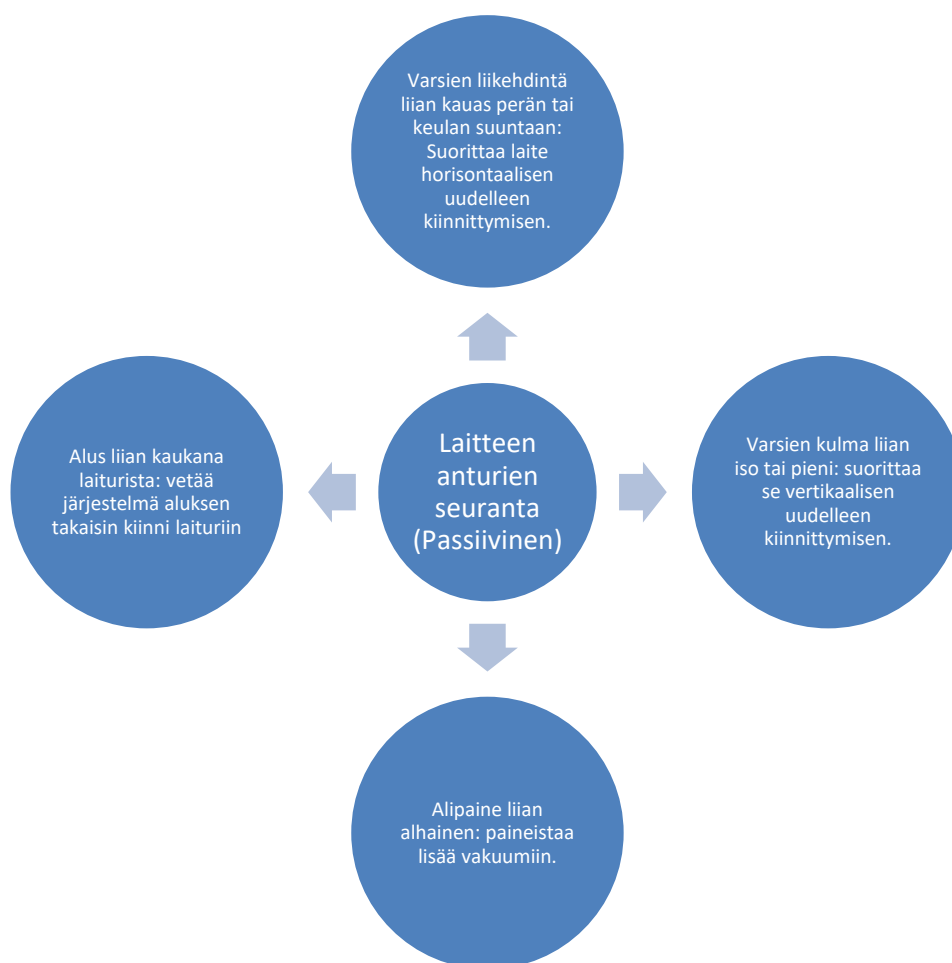 Varsien liikehdintä
liian kauas perän tai
keulan suuntaan:
Suorittaa laite
horisontaalisen
uudelleen
kiinnittymisen.
Alus liian kaukana
laiturista: vetää
järjestelmä aluksen
takaisin kiinni laituriin
Laitteen
anturien
seuranta
(Passiivinen)
Varsien kulma liian
iso tai pieni: suorittaa
se vertikaalisen
uudelleen
kiinnittymisen.
Alipaine liian
alhainen: paineistaa
lisää vakuumiin.